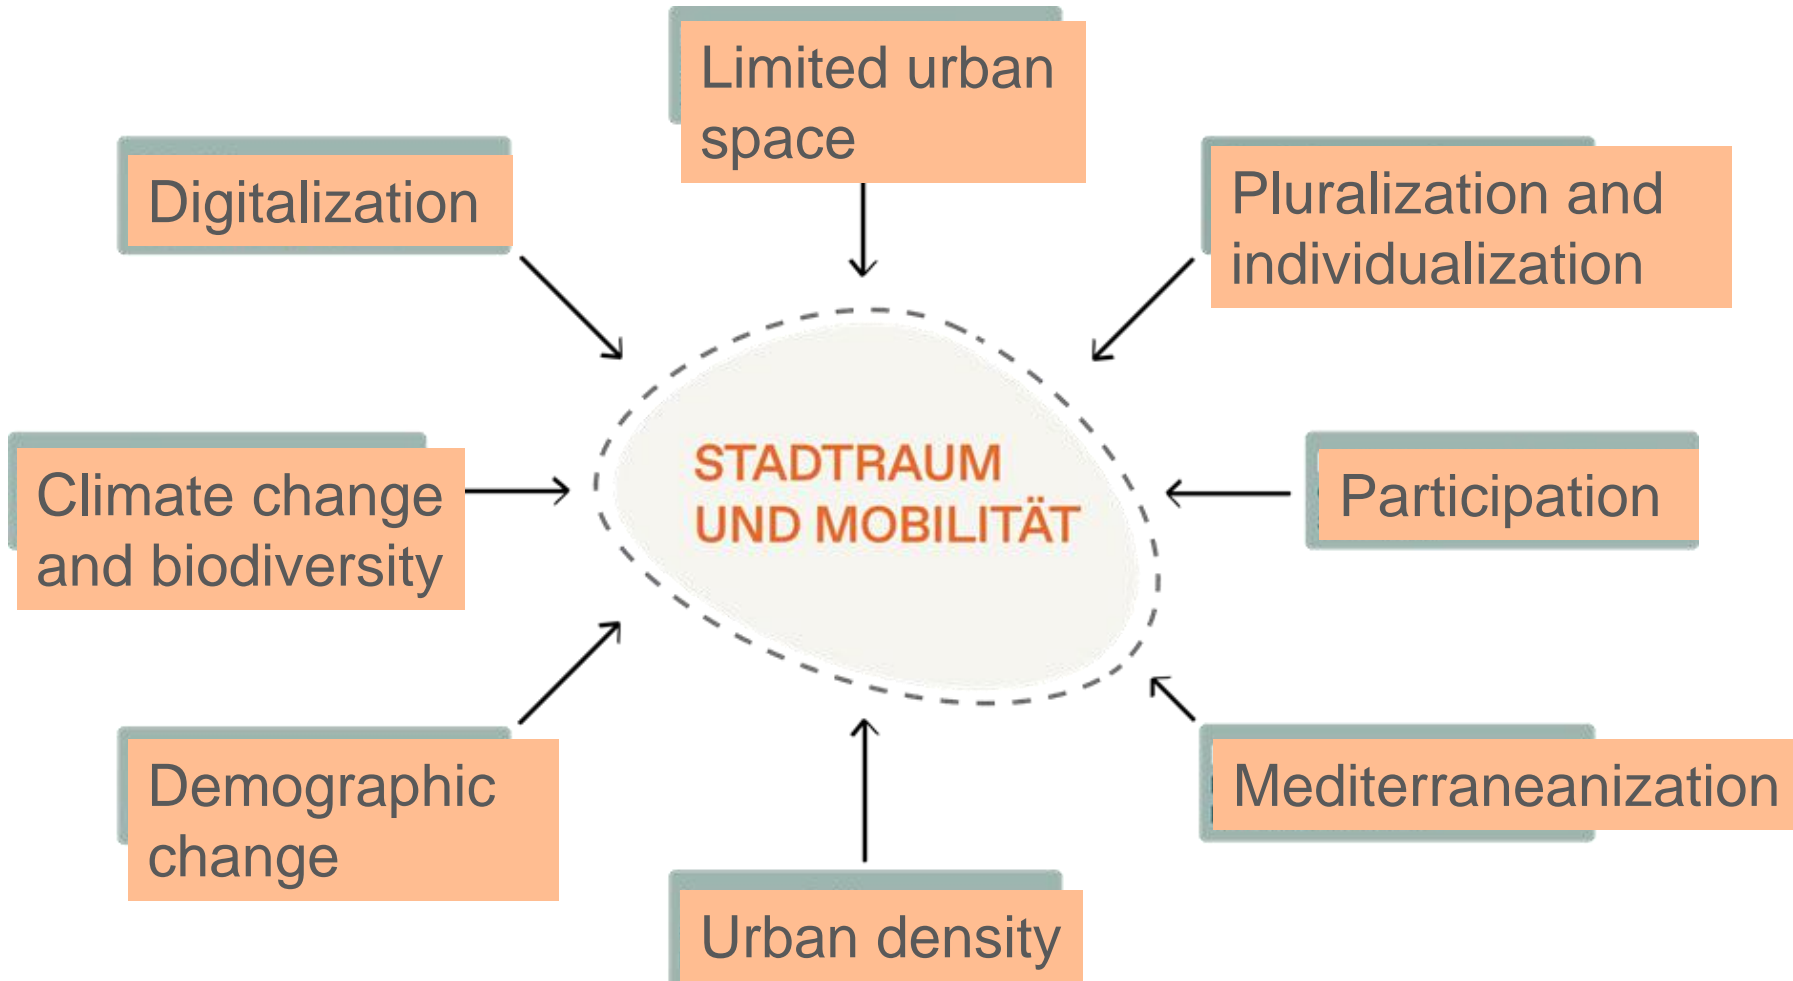 Limited urban
space
Digitalization
Pluralization and
individualization
STADTRAUM
UND MOBILITÄT
Climate change
and biodiversity
Participation
Demographic
change
Mediterraneanization
Urban density